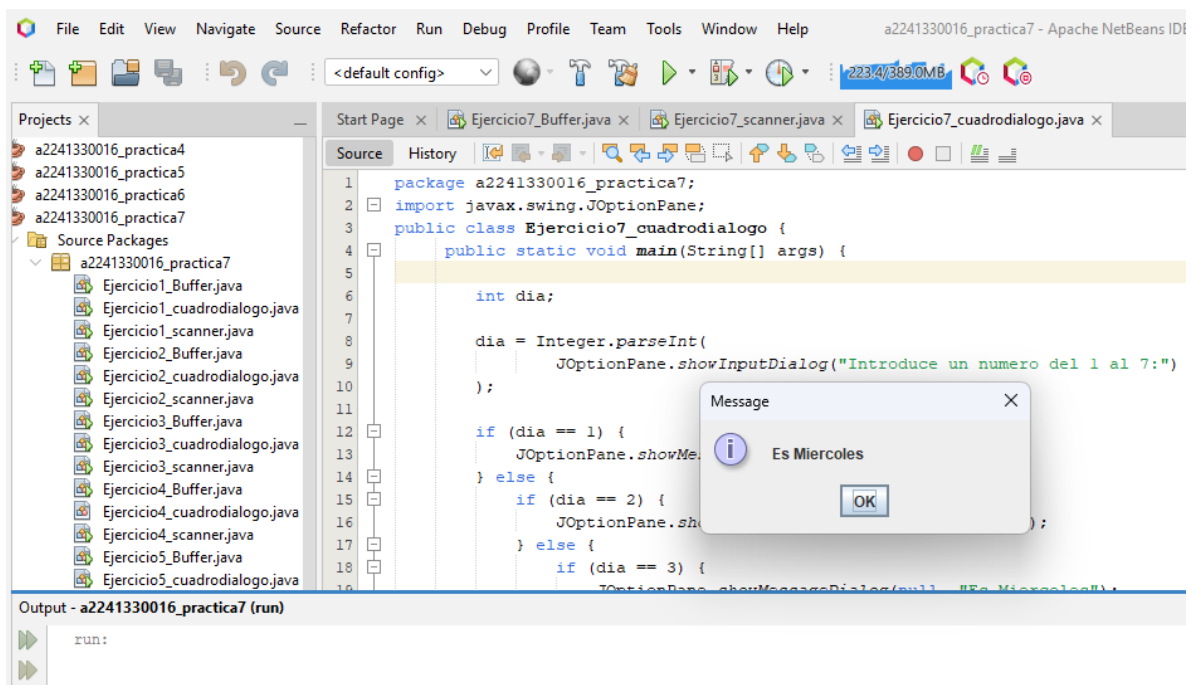 File Edit View Navigate Source Refactor Run Debug Profile Team Tools Window Help a2241330016_practica7 - Apache NetBeans IDE
<default config> 223.4/389.0MB
Projects
Start Page Ejercicio7_Buffer.java Ejercicio7_scanner.java Ejercicio7_cuadrodialogo.java
a2241330016_practica4
a2241330016_practica5
a2241330016_practica6
a2241330016_practica7
Source Packages
a2241330016_practica7
Ejercicio1_Buffer.java
Ejercicio1_cuadrodialogo.java
Ejercicio1_scanner.java
Ejercicio2_Buffer.java
Ejercicio2_cuadrodialogo.java
Ejercicio2_scanner.java
Ejercicio3_Buffer.java
Ejercicio3_cuadrodialogo.java
Ejercicio3_scanner.java
Ejercicio4_Buffer.java
Ejercicio4_cuadrodialogo.java
Ejercicio4_scanner.java
Ejercicio5_Buffer.java
Ejercicio5_cuadrodialogo.java
Source History
1 package a2241330016_practica7;
2 import javax.swing.JOptionPane;
3 public class Ejercicio7_cuadrodialogo {
4 public static void main(String[] args) {
5
6 int dia;
7
8 dia = Integer.parseInt(
9 JOptionPane.showInputDialog("Introduce un numero del 1 al 7:")
10 );
11
12 if (dia == 1) {
13 JOptionPane.showMe
14 } else {
15 if (dia == 2) {
16 JOptionPane.sh );
17 } else {
18 if (dia == 3) {
19 JOptionPane.showMessageDialog(null, "Es Miercoles");
Message
Es Miercoles
OK
Output - a2241330016_practica7 (run)
run: